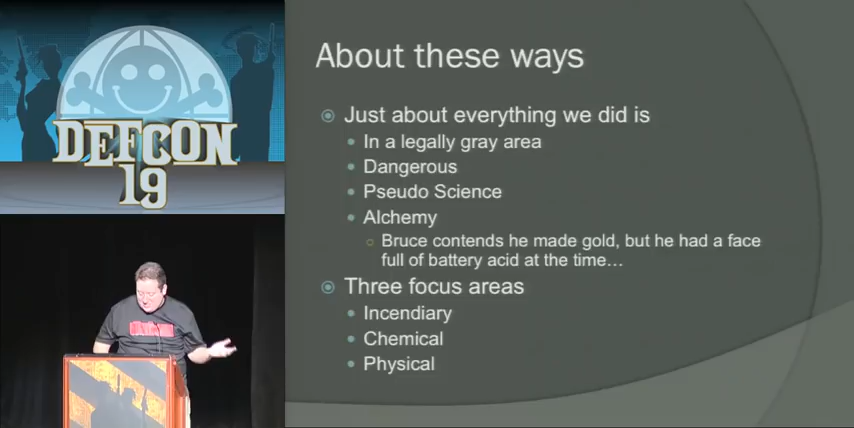 DEFCON
19
About these ways
Just about everything we did is
In a legally gray area
Dangerous
Pseudo Science
Alchemy
Bruce contends he made gold, but he had a face
full of battery acid at the time…
Three focus areas
Incendiary
Chemical
Physical